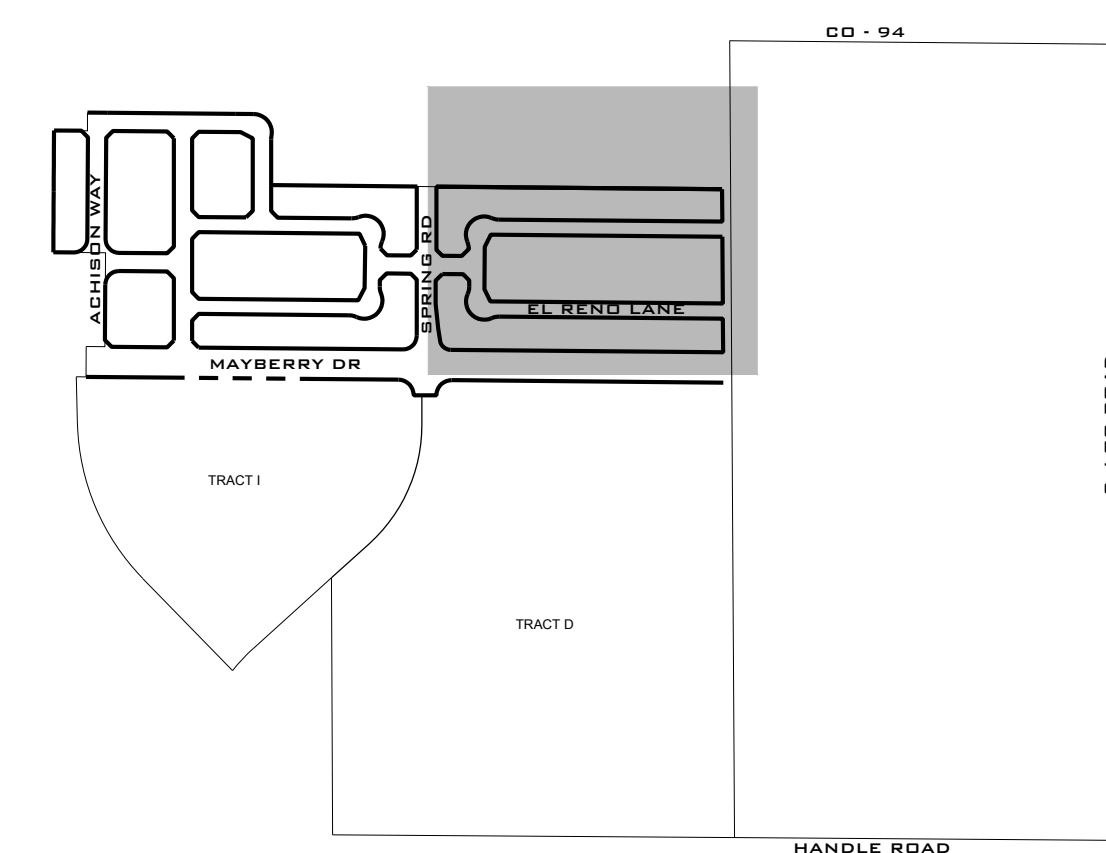 CO - 94
ACHISON WAY
SPRING RD
EL RENO LANE
MAYBERRY DR
TRACT I
TRACT D
HANDLE ROAD